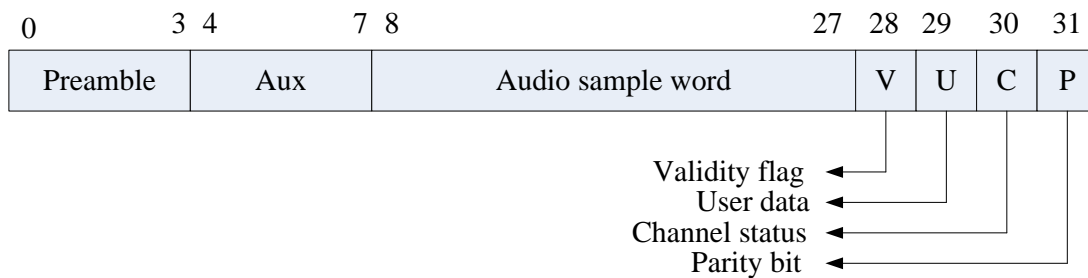 0 3 4 7 8 27 28 29 30 31
Preamble Aux Audio sample word V U C P
Validity flag
User data
Channel status
Parity bit